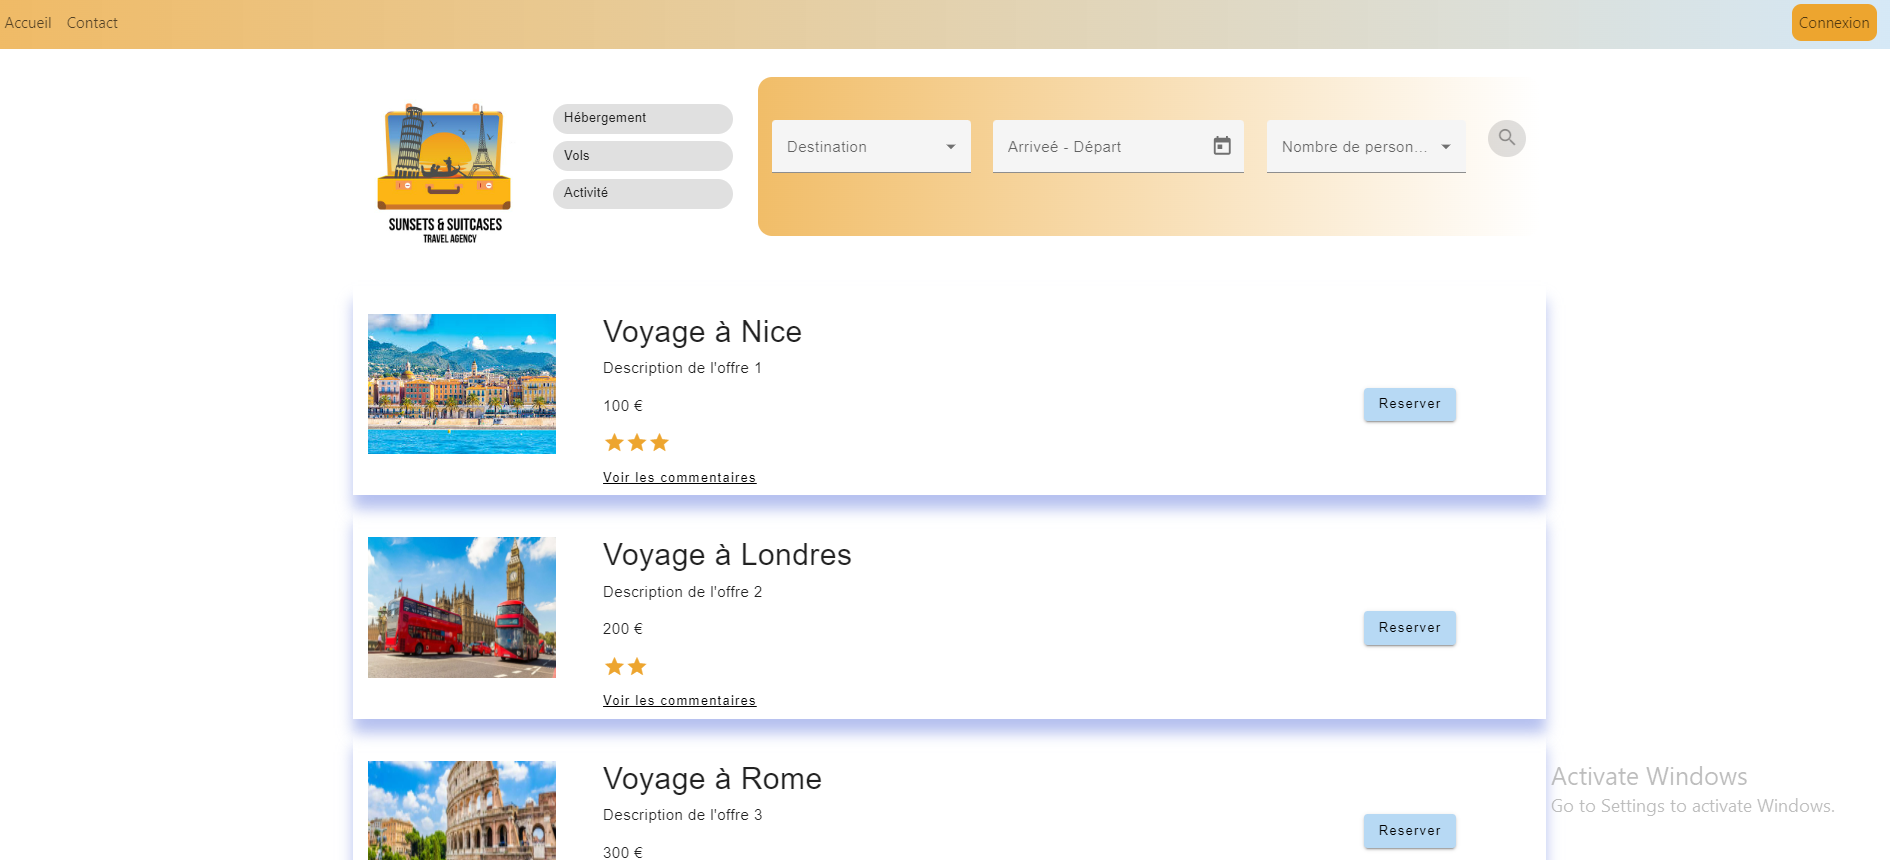 Accueil Contact Connexion
SUNSETS & SUITCASES
TRAVEL AGENCY
Hébergement
Vols
Activité
Destination
Arriveé - Départ
Nombre de person...
Voyage à Nice
Description de l'offre 1
100 €
Reserver
Voir les commentaires
Voyage à Londres
Description de l'offre 2
200 €
Reserver
Voir les commentaires
Voyage à Rome
Description de l'offre 3
300 €
Reserver
Activate Windows
Go to Settings to activate Windows.